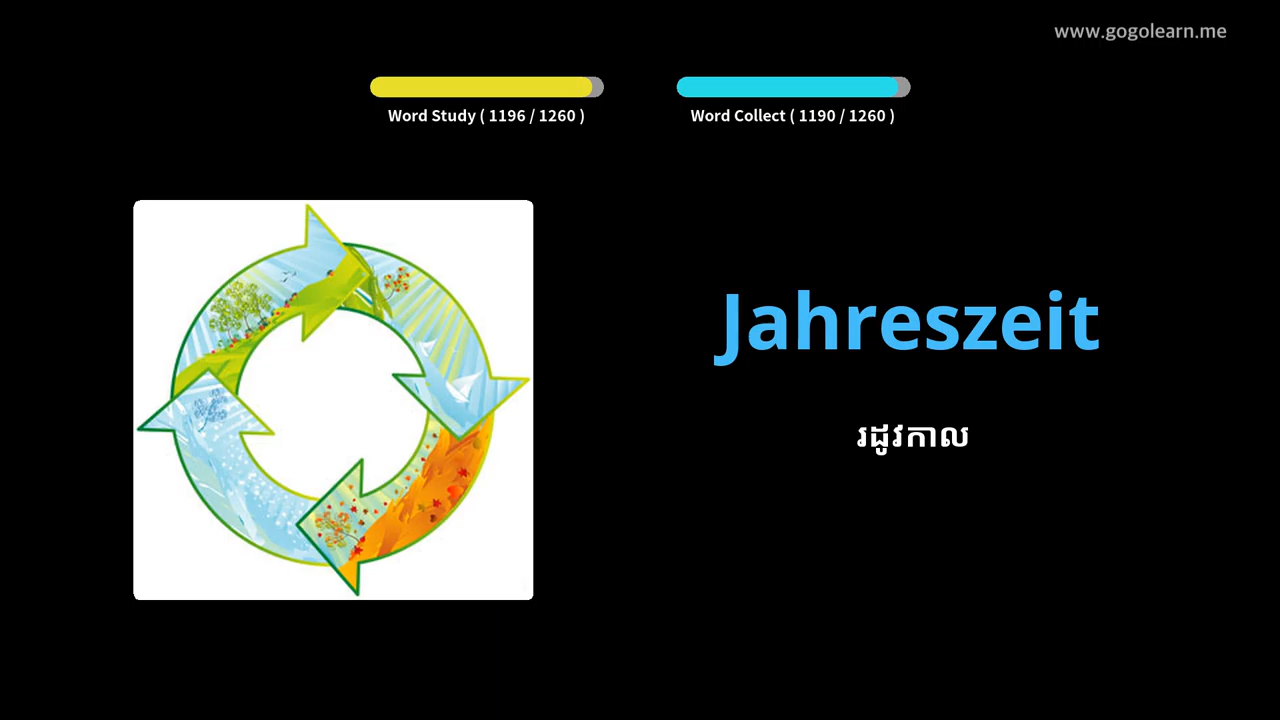 www.gogolearn.me
Word Study ( 1196 / 1260 )
Word Collect ( 1190 / 1260 )
Jahreszeit
រដូវកាល